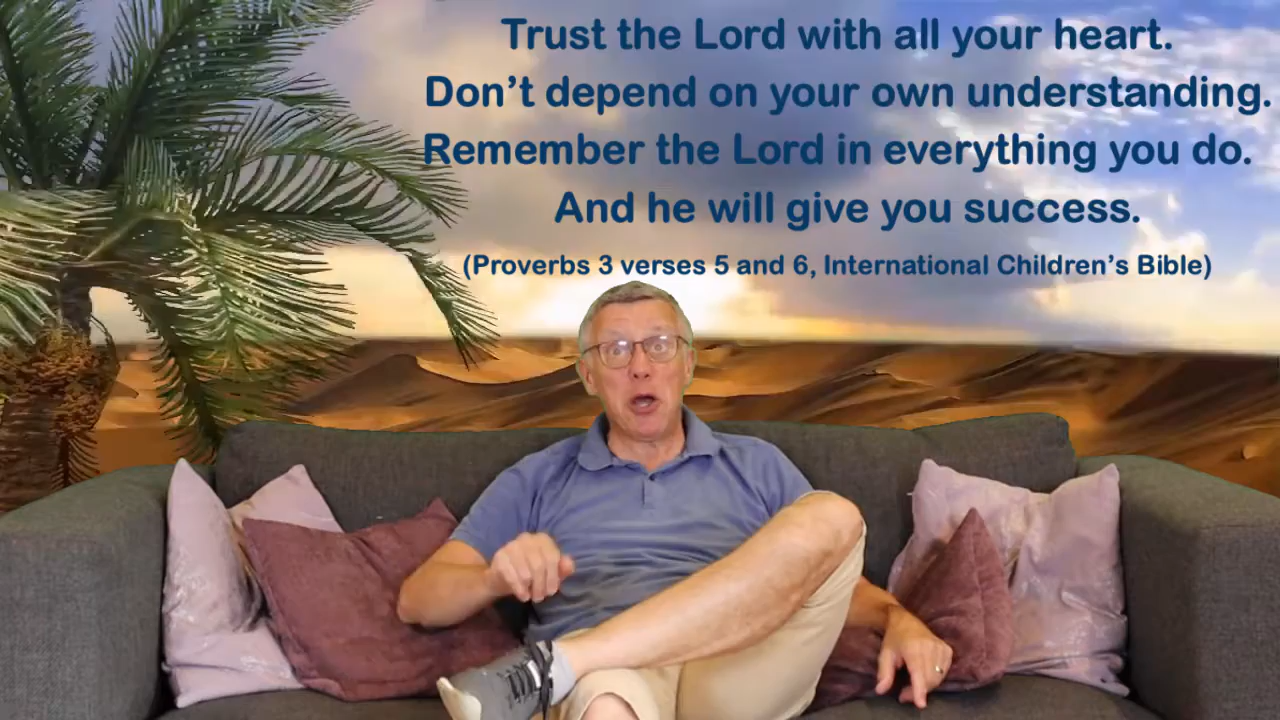 Trust the Lord with all your heart.
Don’t depend on your own understanding.
Remember the Lord in everything you do.
And he will give you success.
(Proverbs 3 verses 5 and 6, International Children’s Bible)